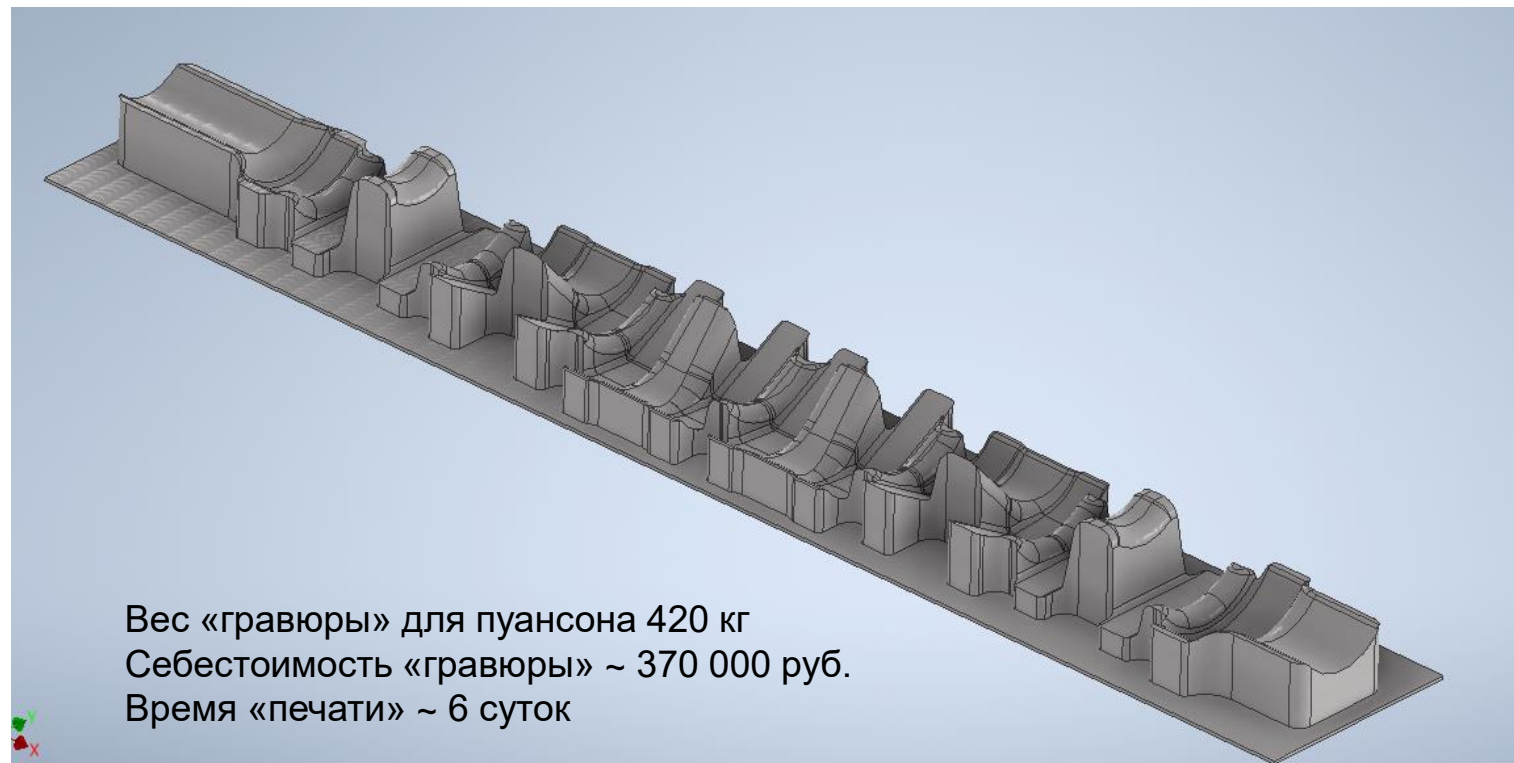 Вес «гравюры» для пуансона 420 кг
Себестоимость «гравюры» ~ 370 000 руб.
Время «печати» ~ 6 суток
Y
X